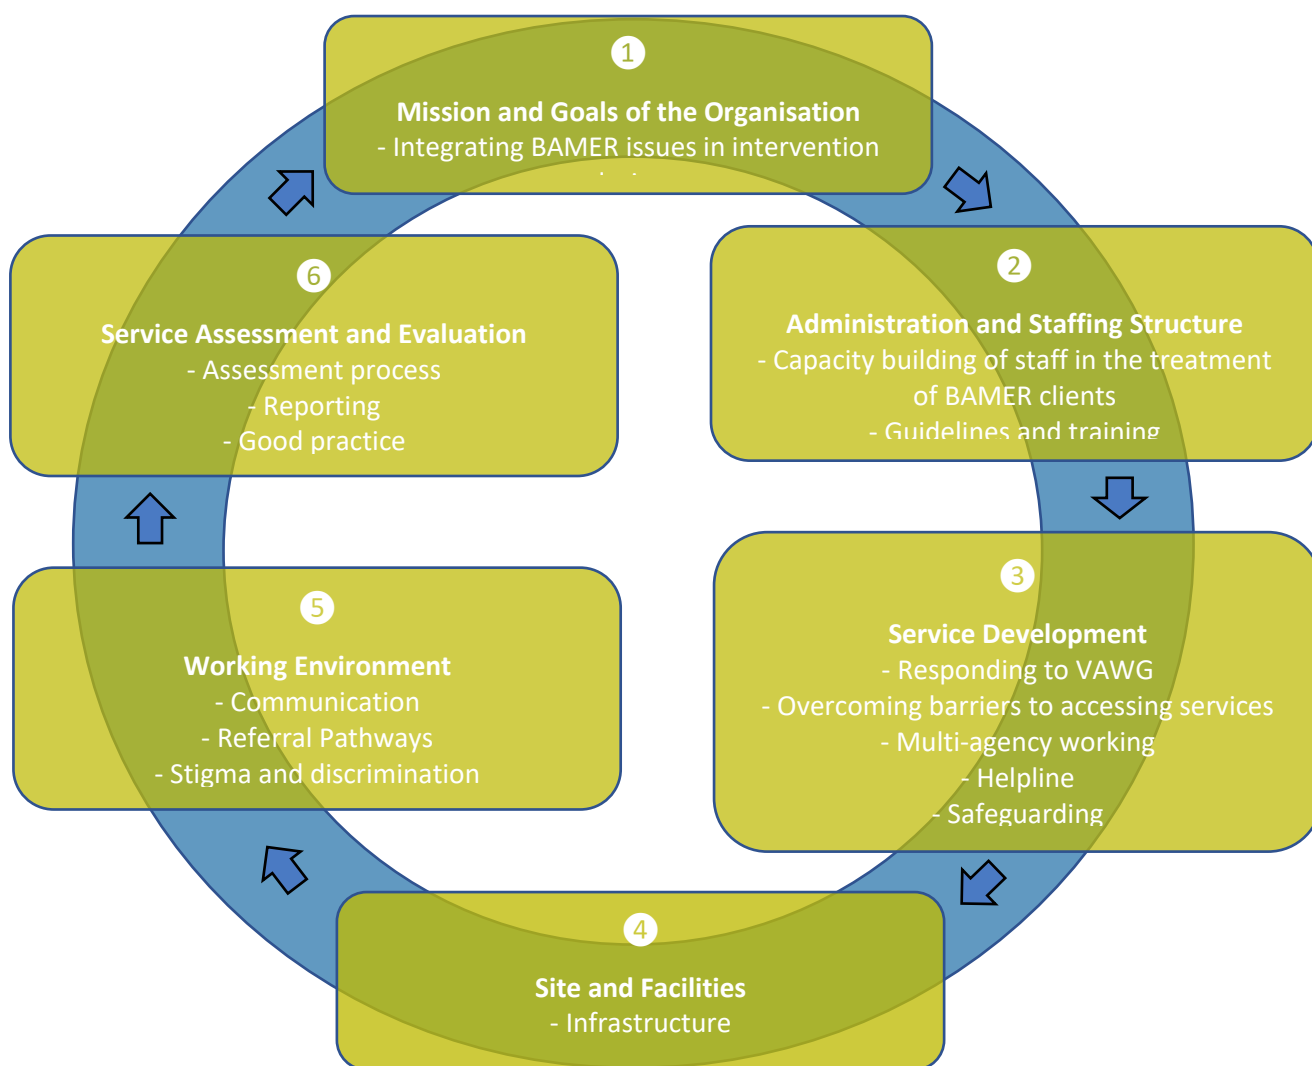 1
Mission and Goals of the Organisation
- Integrating BAMER issues in intervention
2
Administration and Staffing Structure
- Capacity building of staff in the treatment
of BAMER clients
- Guidelines and training
3
Service Development
- Responding to VAWG
- Overcoming barriers to accessing services
- Multi-agency working
- Helpline
- Safeguarding
4
Site and Facilities
- Infrastructure
5
Working Environment
- Communication
- Referral Pathways
- Stigma and discrimination
6
Service Assessment and Evaluation
- Assessment process
- Reporting
- Good practice